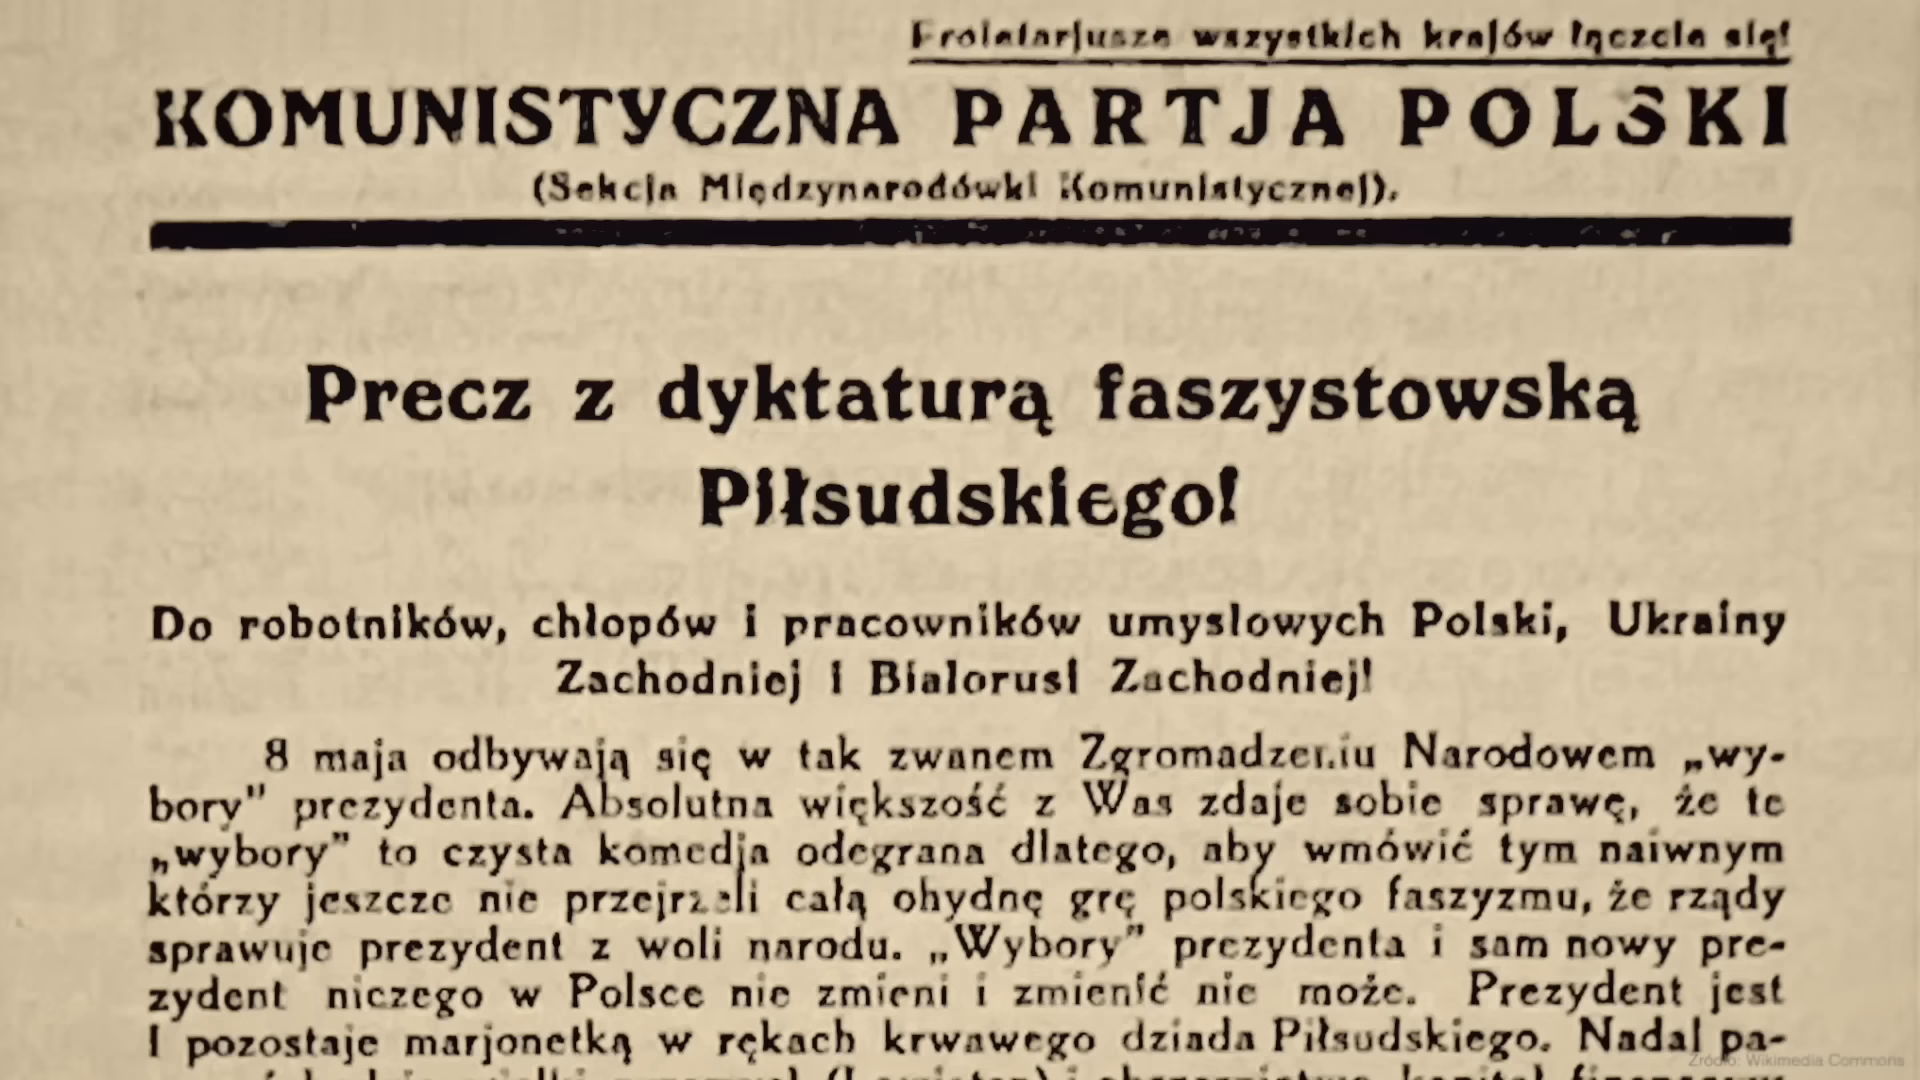 Proletarjusze wszystkich krajów łączcie się!
KOMUNISTYCZNA PARTJA POLSKI
(Sekcja Międzynarodówki Komunistycznej).
Precz z dyktaturą faszystowską
Piłsudskiego!
Do robotników, chłopów i pracowników umysłowych Polski, Ukrainy
Zachodniej i Białorusi Zachodniej!
8 maja odbywają się w tak zwanem Zgromadzeniu Narodowem „wy-
bory" prezydenta. Absolutna większość z Was zdaje sobie sprawę, że te
„wybory" to czysta komedja odegrana dlatego, aby wmówić tym naiwnym
którzy jeszcze nie przejrzeli całą ohydnę grę polskiego faszyzmu, że rządy
sprawuje prezydent z woli narodu. „Wybory" prezydenta i sam nowy pre-
zydent niczego w Polsce nie zmieni i zmienić nie może. Prezydent jest
i pozostaje marjonetką w rękach krwawego dziada Piłsudskiego. Nadal pa-
Źródło: Wikimedia Commons